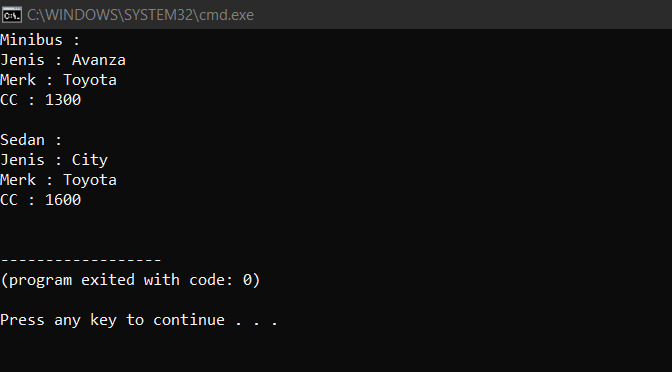 C:\WINDOWS\SYSTEM32\cmd.exe
Minibus :
Jenis : Avanza
Merk : Toyota
CC : 1300
Sedan :
Jenis : City
Merk : Toyota
CC : 1600
------------------
(program exited with code: 0)
Press any key to continue . . .